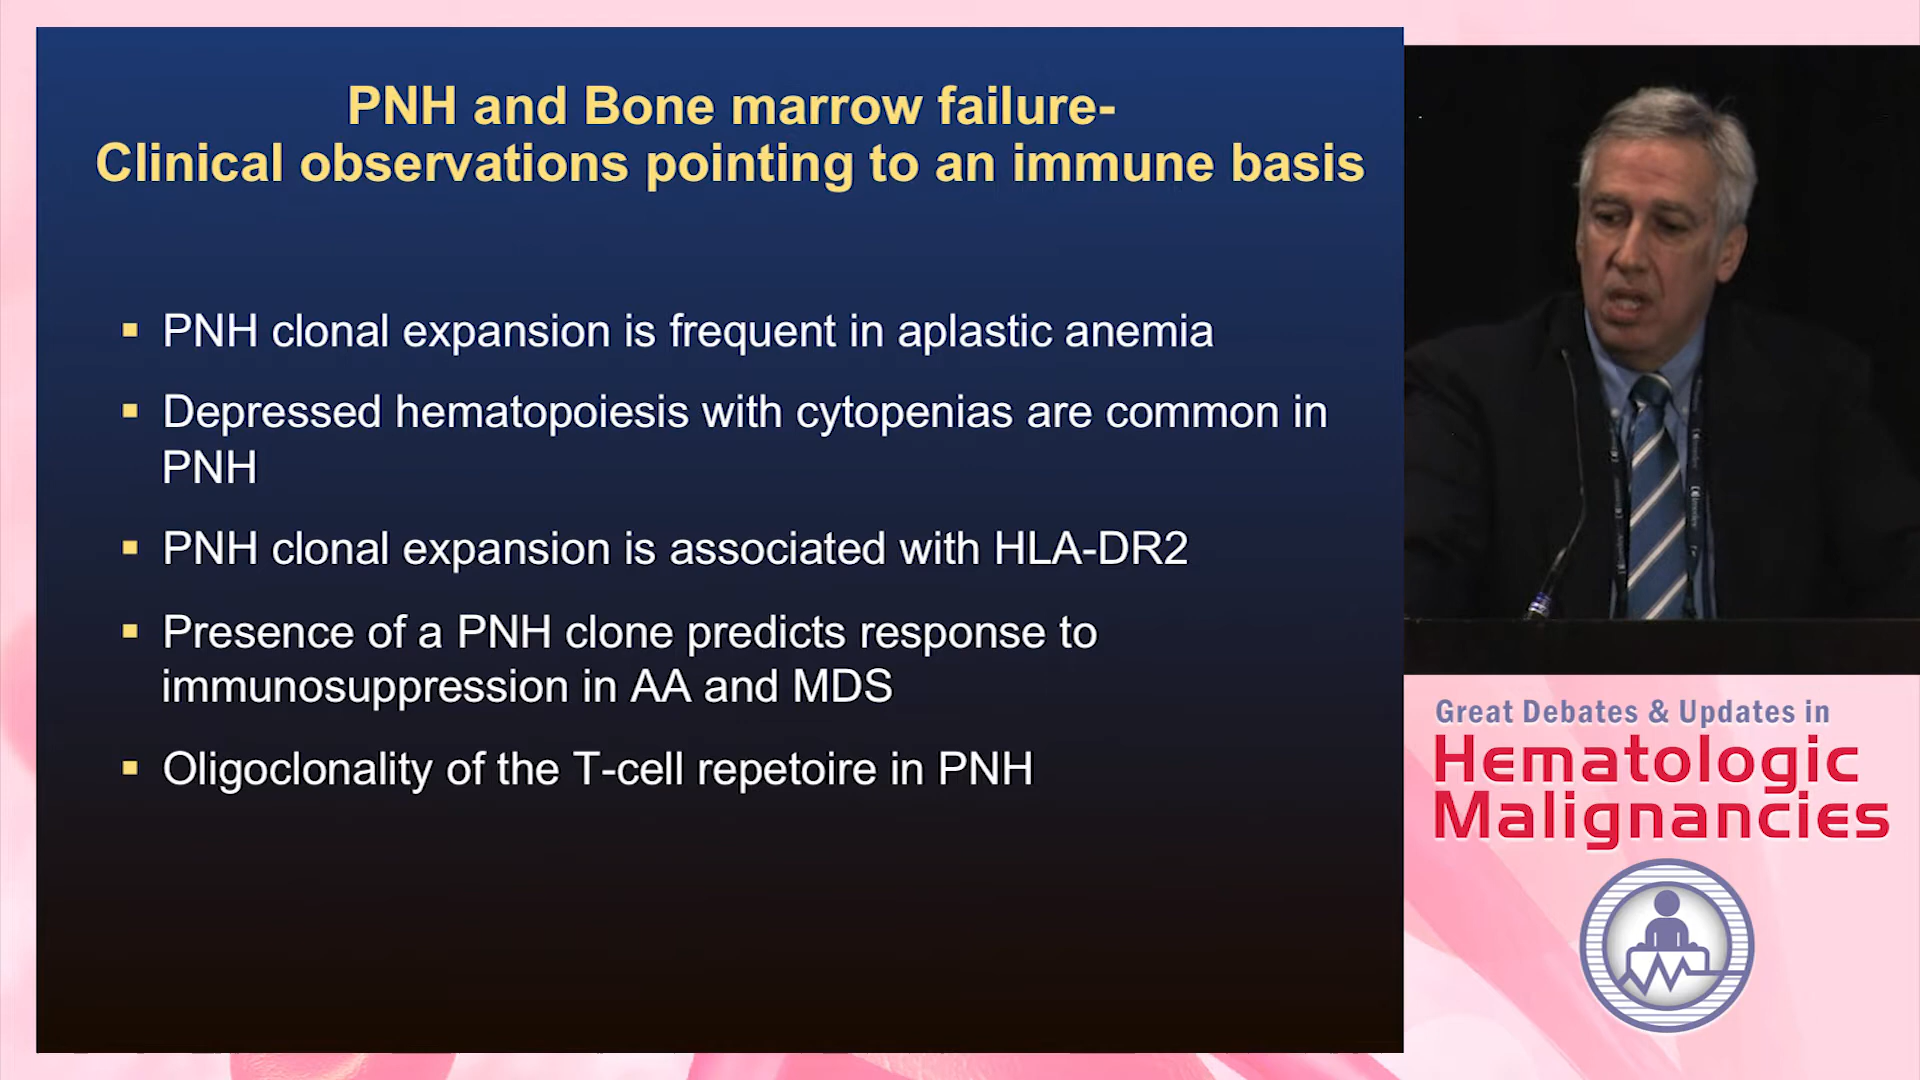 PNH and Bone marrow failure-
Clinical observations pointing to an immune basis
PNH clonal expansion is frequent in aplastic anemia
Depressed hematopoiesis with cytopenias are common in
PNH
PNH clonal expansion is associated with HLA-DR2
Presence of a PNH clone predicts response to
immunosuppression in AA and MDS
Oligoclonality of the T-cell repetoire in PNH
Great Debates & Updates in
Hematologic
Malignancies